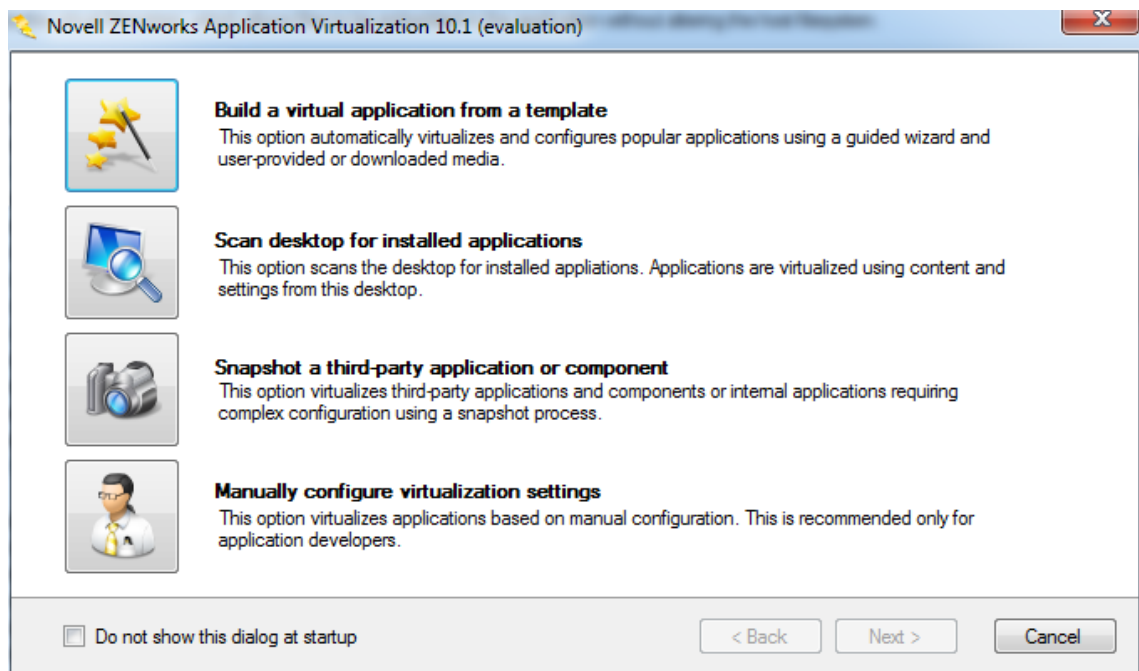 Novell ZENworks Application Virtualization 10.1 (evaluation)
without altering the host filesystem.
Build a virtual application from a template
This option automatically virtualizes and configures popular applications using a guided wizard and
user-provided or downloaded media.
Scan desktop for installed applications
This option scans the desktop for installed appliations. Applications are virtualized using content and
settings from this desktop.
Snapshot a third-party application or component
This option virtualizes third-party applications and components or internal applications requiring
complex configuration using a snapshot process.
Manually configure virtualization settings
This option virtualizes applications based on manual configuration. This is recommended only for
application developers.
Do not show this dialog at startup
< Back
Next >
Cancel